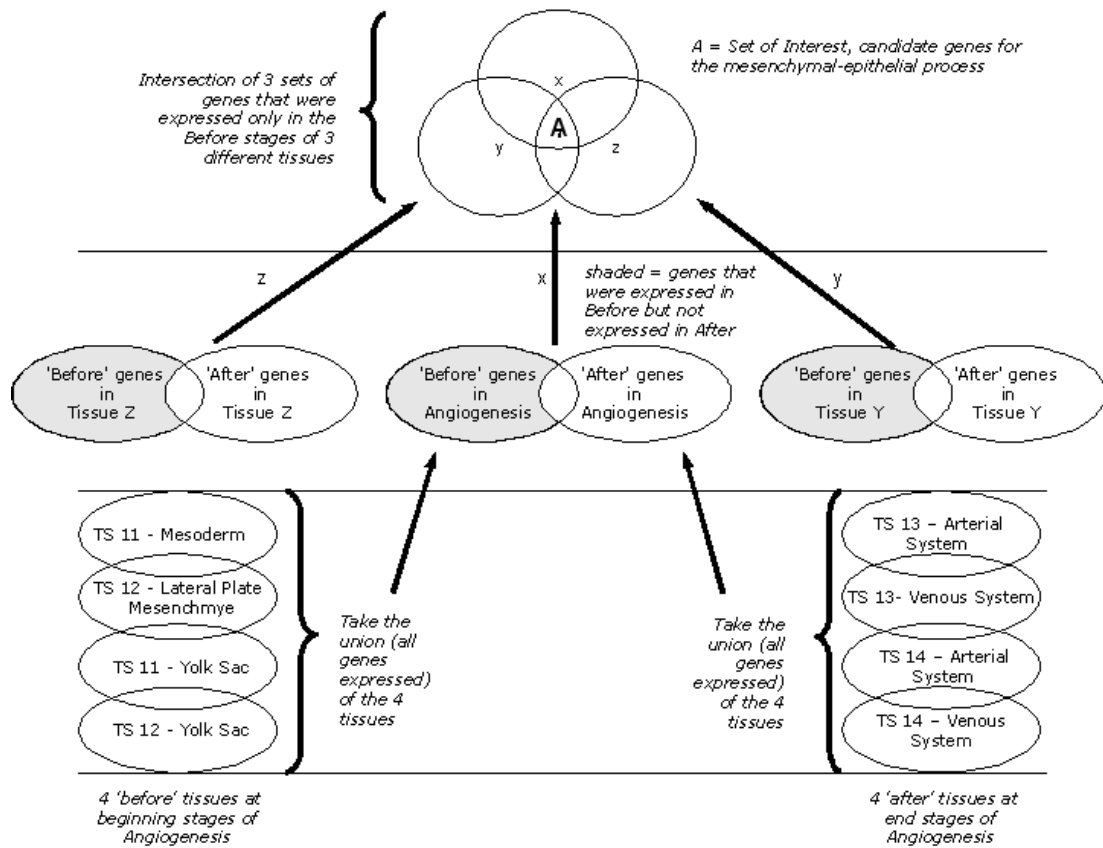 A = Set of Interest, candidate genes for
the mesenchymal-epithelial process
Intersection of 3 sets of
genes that were
expressed only in the
Before stages of 3
different tissues
x
A
y
z
z
x
shaded = genes that
were expressed in
Before but not
expressed in After
y
'Before' genes
in
Tissue Z
'After' genes
in
Tissue Z
'Before' genes
in
Angiogenesis
'After' genes
in
Angiogenesis
'Before' genes
in
Tissue Y
'After' genes
in
Tissue Y
TS 11 - Mesoderm
TS 12 - Lateral Plate
Mesenchmye
TS 11 - Yolk Sac
TS 12 - Yolk Sac
Take the
union (all
genes
expressed)
of the 4
tissues
Take the
union (all
genes
expressed)
of the 4
tissues
TS 13 – Arterial
System
TS 13- Venous System
TS 14 – Arterial
System
TS 14 – Venous
System
4 'before' tissues at
beginning stages of
Angiogenesis
4 'after' tissues at
end stages of
Angiogenesis